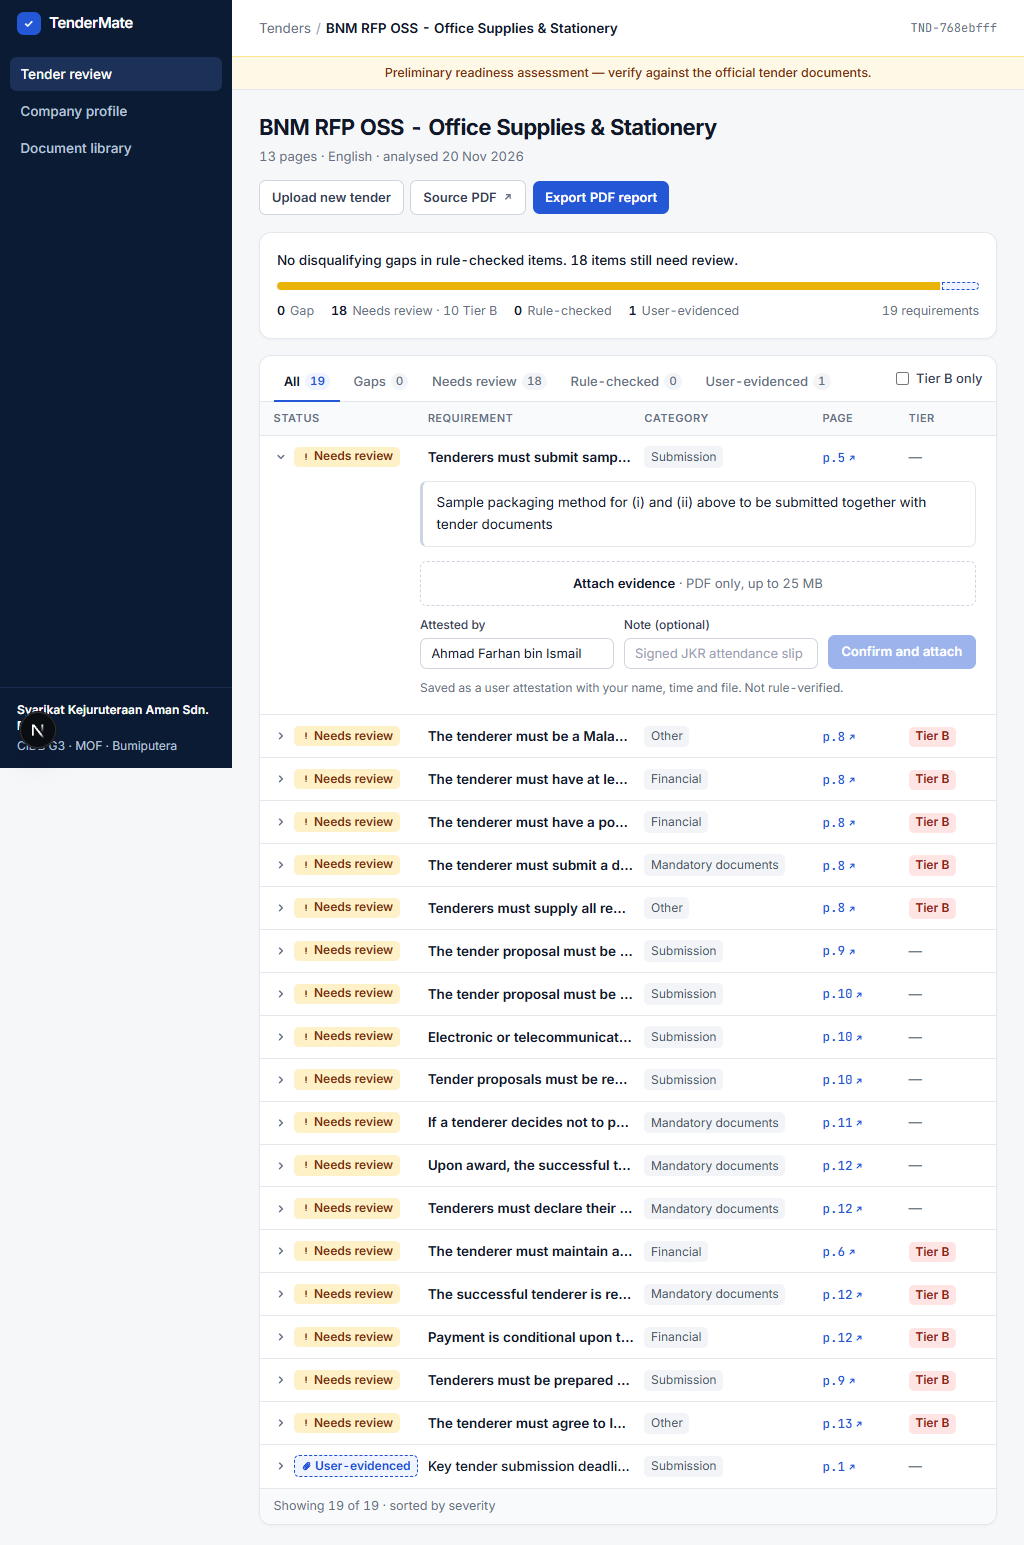 TenderMate
Tender review
Company profile
Document library
Syarikat Kejuruteraan Aman Sdn.
N
G3 · MOF · Bumiputera
Tenders / BNM RFP OSS - Office Supplies & Stationery
TND-768ebfff
Preliminary readiness assessment — verify against the official tender documents.
BNM RFP OSS - Office Supplies & Stationery
13 pages · English · analysed 20 Nov 2026
Upload new tender
Source PDF ↗
Export PDF report
No disqualifying gaps in rule-checked items. 18 items still need review.
0 Gap 18 Needs review · 10 Tier B 0 Rule-checked 1 User-evidenced 19 requirements
All 19 Gaps 0 Needs review 18 Rule-checked 0 User-evidenced 1 Tier B only
STATUS REQUIREMENT CATEGORY PAGE TIER
! Needs review Tenderers must submit samp... Submission p.5 ↗ —
Sample packaging method for (i) and (ii) above to be submitted together with
tender documents
Attach evidence · PDF only, up to 25 MB
Attested by Note (optional)
Ahmad Farhan bin Ismail Signed JKR attendance slip Confirm and attach
Saved as a user attestation with your name, time and file. Not rule-verified.
! Needs review The tenderer must be a Mala... Other p.8 ↗ Tier B
! Needs review The tenderer must have at le... Financial p.8 ↗ Tier B
! Needs review The tenderer must have a po... Financial p.8 ↗ Tier B
! Needs review The tenderer must submit a d... Mandatory documents p.8 ↗ Tier B
! Needs review Tenderers must supply all re... Other p.8 ↗ Tier B
! Needs review The tender proposal must be ... Submission p.9 ↗ —
! Needs review The tender proposal must be ... Submission p.10 ↗ —
! Needs review Electronic or telecommunicat... Submission p.10 ↗ —
! Needs review Tender proposals must be re... Submission p.10 ↗ —
! Needs review If a tenderer decides not to p... Mandatory documents p.11 ↗ —
! Needs review Upon award, the successful t... Mandatory documents p.12 ↗ —
! Needs review Tenderers must declare their ... Mandatory documents p.12 ↗ —
! Needs review The tenderer must maintain a... Financial p.6 ↗ Tier B
! Needs review The successful tenderer is re... Mandatory documents p.12 ↗ Tier B
! Needs review Payment is conditional upon t... Financial p.12 ↗ Tier B
! Needs review Tenderers must be prepared ... Submission p.9 ↗ Tier B
! Needs review The tenderer must agree to l... Other p.13 ↗ Tier B
User-evidenced Key tender submission deadli... Submission p.1 ↗ —
Showing 19 of 19 · sorted by severity